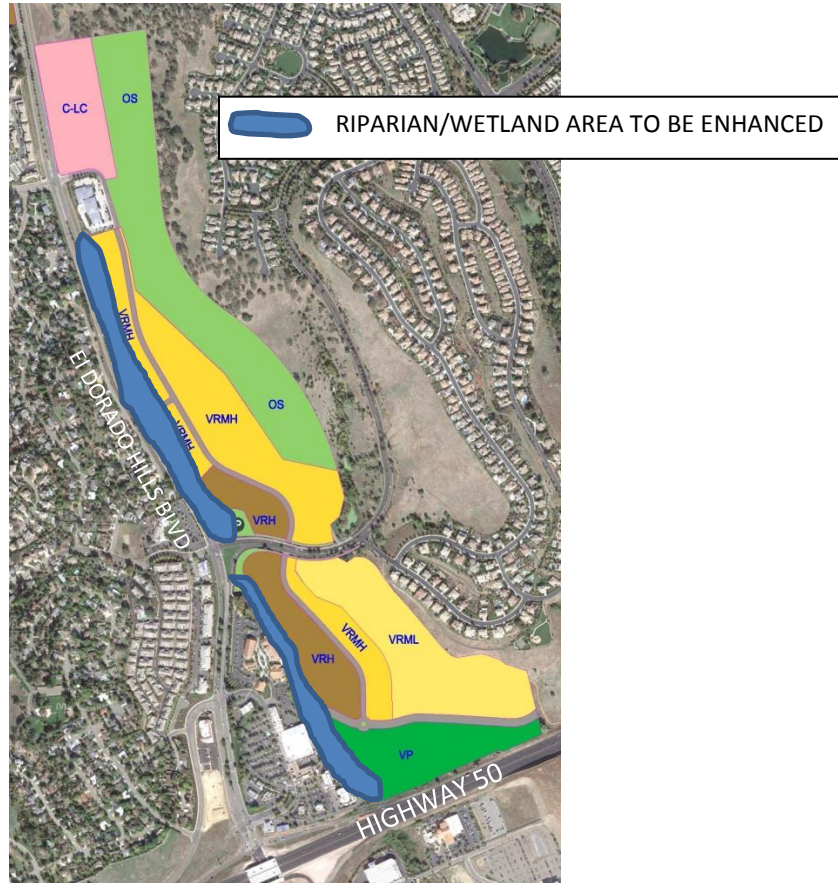 C-LC
OS
RIPARIAN/WETLAND AREA TO BE ENHANCED
VRMH
El DORADO HILLS BLVD
VRMH
OS
VRMH
VRH
VRMH
VRML
VRH
VP
HIGHWAY 50